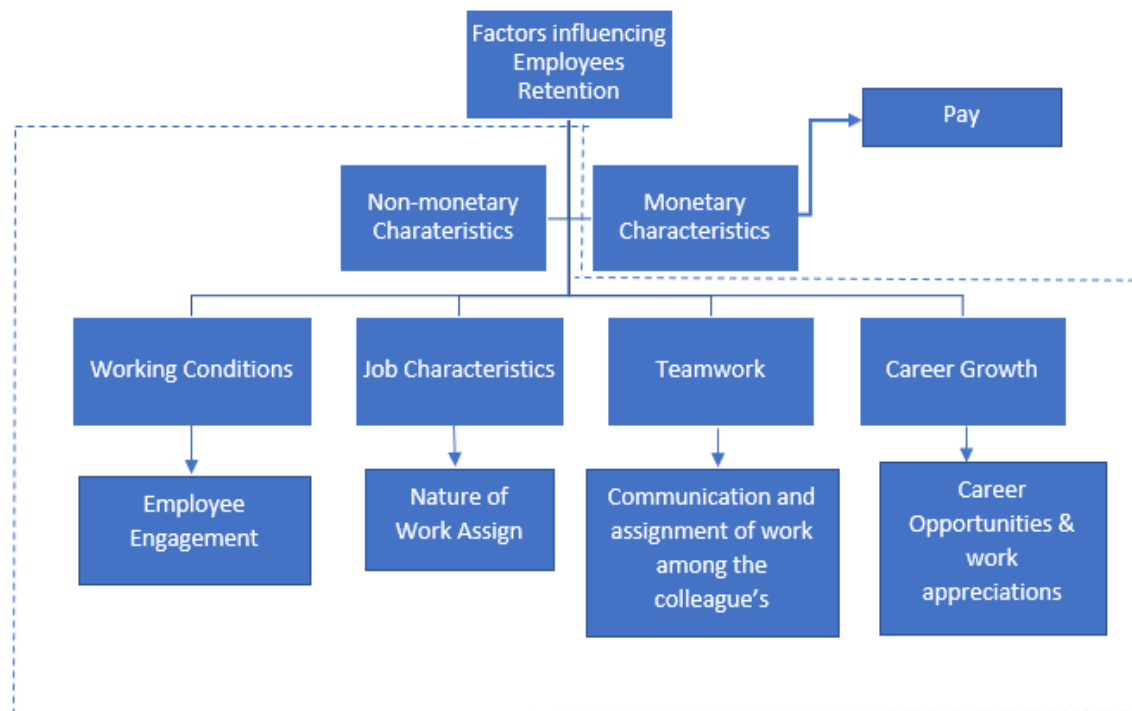 Factors influencing
Employees
Retention
Pay
Non-monetary
Charateristics
Monetary
Characteristics
Working Conditions
Job Characteristics
Teamwork
Career Growth
Employee
Engagement
Nature of
Work Assign
Communication and
assignment of work
among the
colleague’s
Career
Opportunities &
work
appreciations